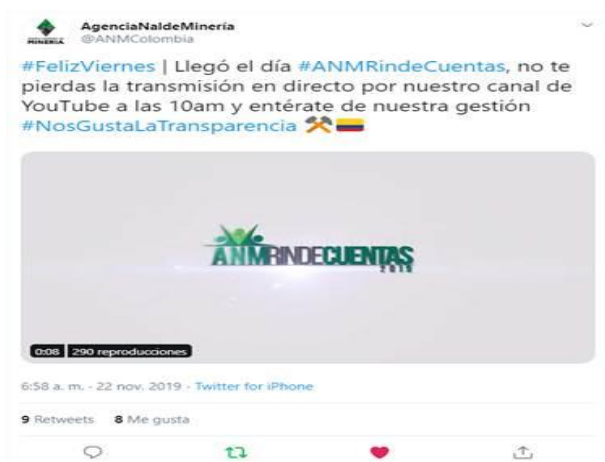 AgenciaNaldeMinería
@ANMColombia
MINERÍA
#FelizViernes | Llegó el día #ANMRindeCuentas, no te
pierdas la transmisión en directo por nuestro canal de
YouTube a las 10am y entérate de nuestra gestión
#NosGustaLaTransparencia
ANMRINDECUENTAS
2019
0:08 290 reproducciones
6:58 a. m. - 22 nov. 2019 - Twitter for iPhone
9 Retweets 8 Me gusta